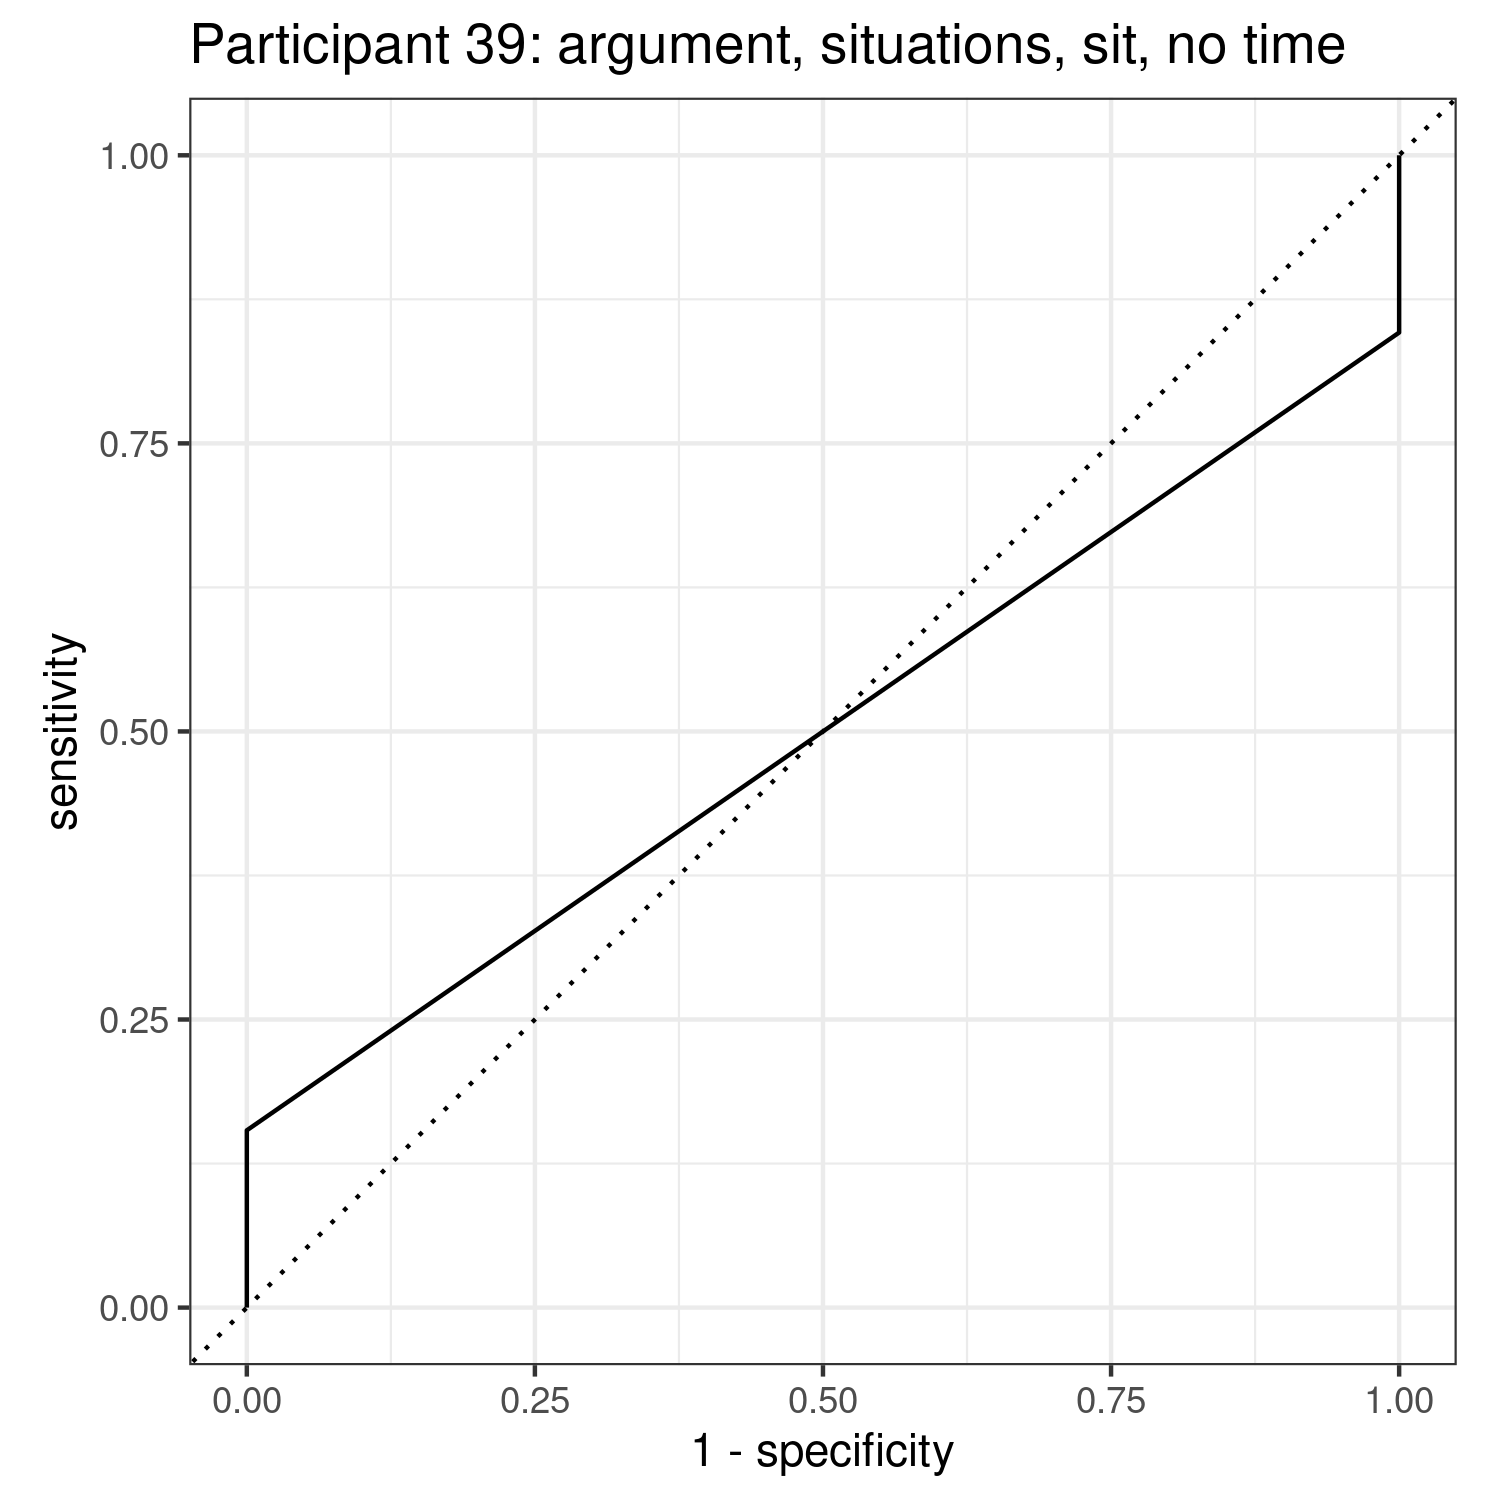 Participant 39: argument, situations, sit, no time
1.00
0.75
0.50
0.25
0.00
sensitivity
0.00 0.25 0.50 0.75 1.00
1 - specificity